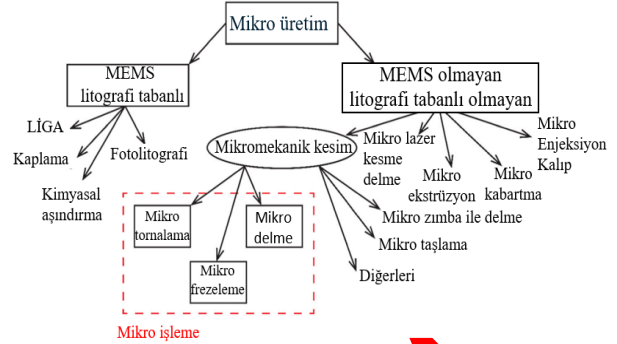 Mikro üretim
MEMS
litografi tabanlı
MEMS olmayan
litografi tabanlı olmayan
LİGA
Kaplama
Kimyasal
aşındırma
Fotolitografi
Mikromekanik kesim
Mikro lazer
kesme
delme
Mikro
ekstrüzyon
Mikro
kabartma
Mikro
Enjeksiyon
Kalıp
Mikro
tornalama
Mikro
frezeleme
Mikro
delme
Mikro zımba ile delme
Mikro taşlama
Diğerleri
Mikro işleme